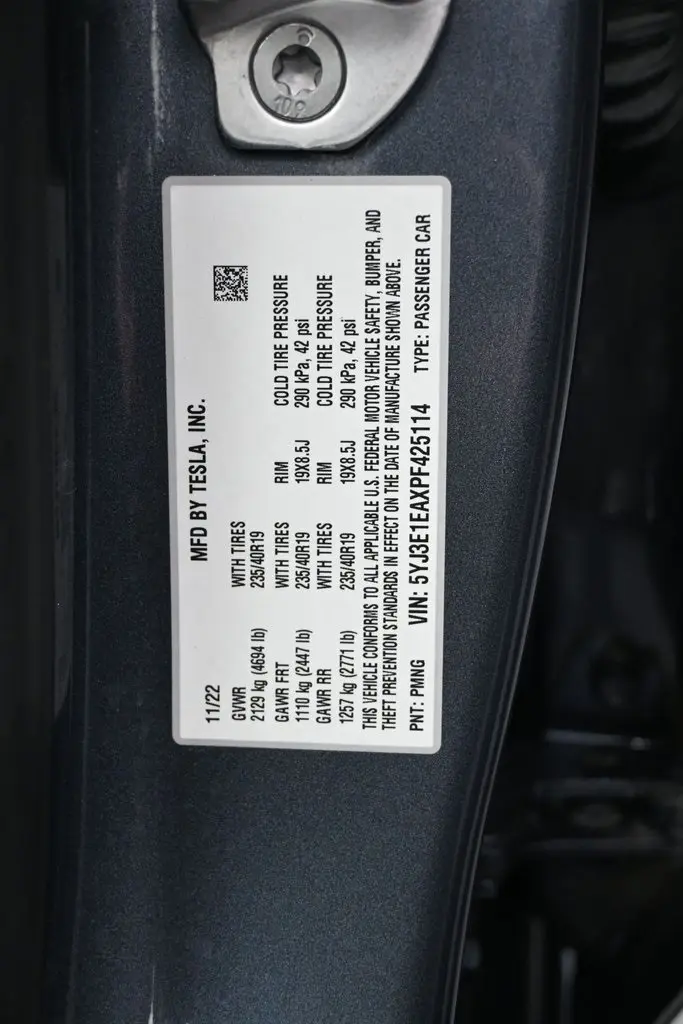 109
11/22
MFD BY TESLA, INC.
GVWR WITH TIRES
2129 kg (4694 lb) 235/40R19
GAWR FRT WITH TIRES RIM COLD TIRE PRESSURE
1110 kg (2447 lb) 235/40R19 19X8.5J 290 kPa, 42 psi
GAWR RR WITH TIRES RIM COLD TIRE PRESSURE
1257 kg (2771 lb) 235/40R19 19X8.5J 290 kPa, 42 psi
THIS VEHICLE CONFORMS TO ALL APPLICABLE U.S. FEDERAL MOTOR VEHICLE SAFETY, BUMPER, AND
THEFT PREVENTION STANDARDS IN EFFECT ON THE DATE OF MANUFACTURE SHOWN ABOVE.
PNT: PMNG VIN: 5YJ3E1EAXPF425114 TYPE: PASSENGER CAR